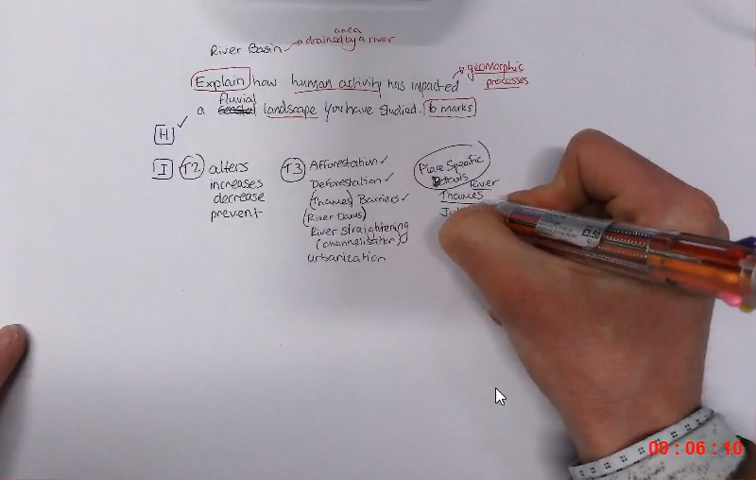 area
River Basin → drained by a river
Explain how human activity has impacted → geomorphic
processes
fluvial
a coastal landscape you have studied. 6 marks
H ✓
I T2 alters T3 Afforestation ✓ Place Specific
increases Deforestation ✓ River
decrease (Thames) Barriers ✓ Thames
prevent (River Dams)
River straightening
(channelisation)
urbanization
00:06:10